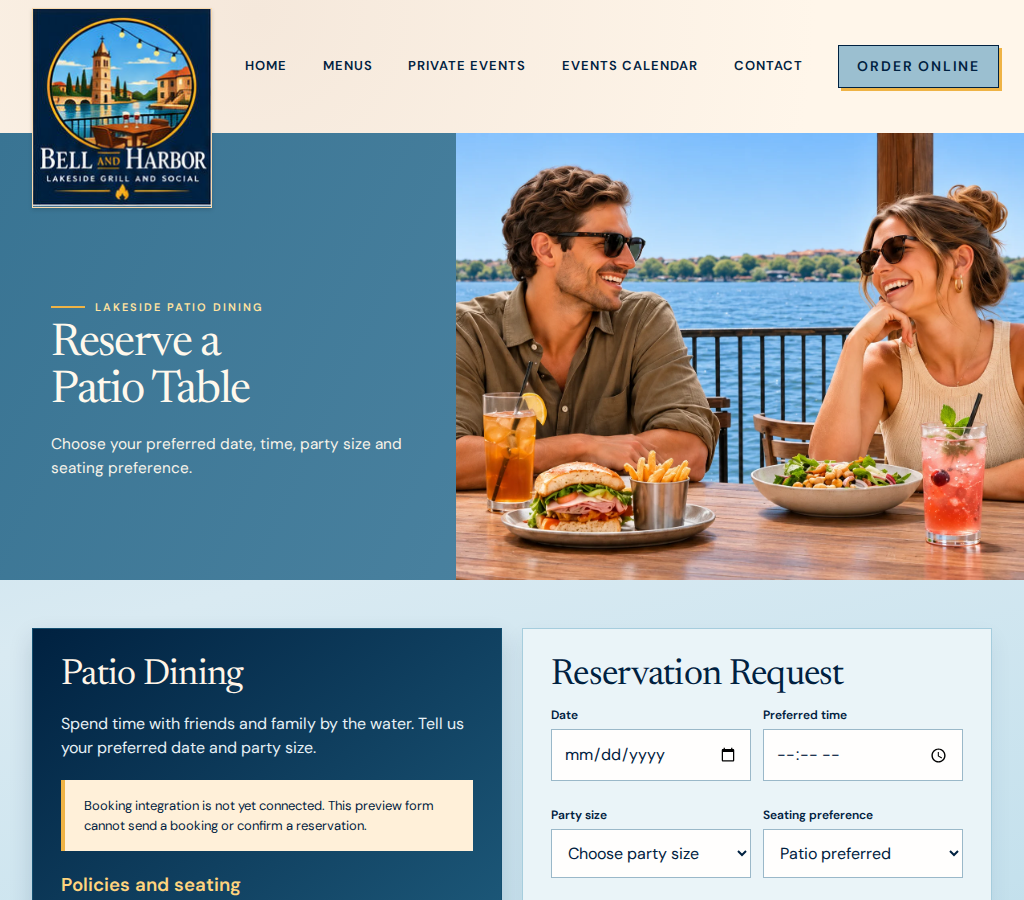 BELL AND HARBOR
LAKESIDE GRILL AND SOCIAL
HOME
MENUS
PRIVATE EVENTS
EVENTS CALENDAR
CONTACT
ORDER ONLINE
LAKESIDE PATIO DINING
Reserve a
Patio Table
Choose your preferred date, time, party size and
seating preference.
Patio Dining
Spend time with friends and family by the water. Tell us
your preferred date and party size.
Booking integration is not yet connected. This preview form
cannot send a booking or confirm a reservation.
Policies and seating
Reservation Request
Date
Preferred time
mm/dd/yyyy
--:-- --
Party size
Seating preference
Choose party size
Patio preferred